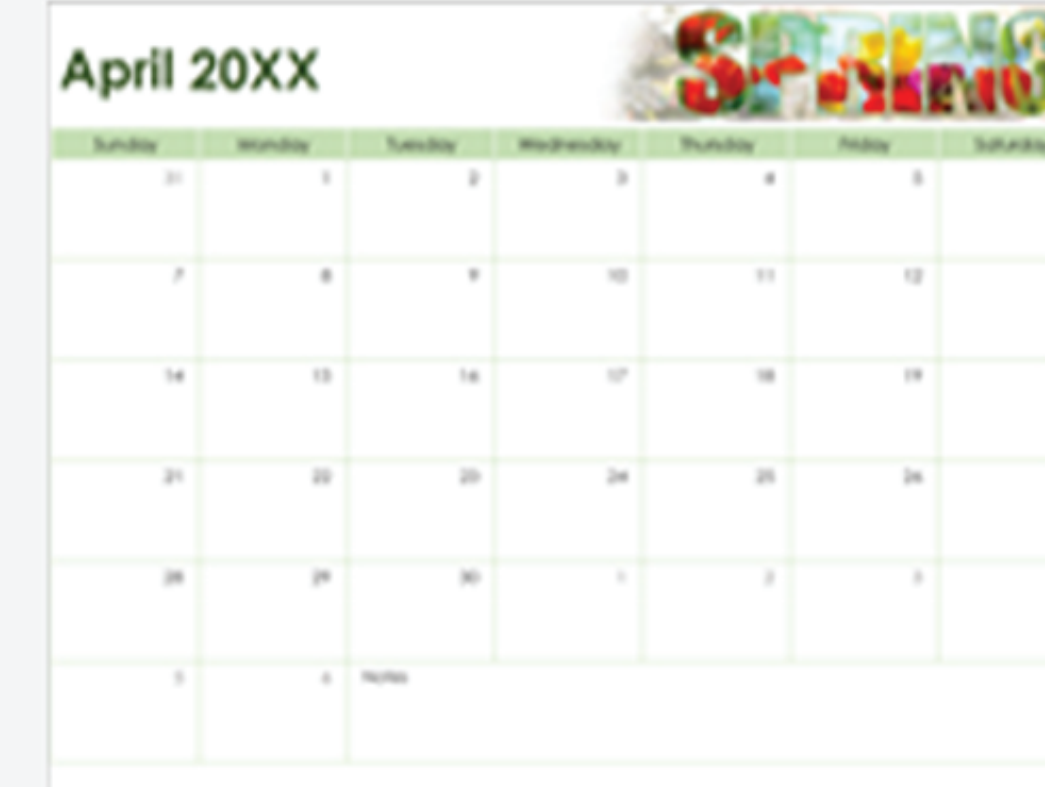 April 20XX
SPRING
Sunday Monday Tuesday Wednesday Thursday Friday Saturday
31 1 2 3 4 5
7 8 9 10 11 12
14 15 16 17 18 19
21 22 23 24 25 26
28 29 30 1 2 3
5 6 Notes